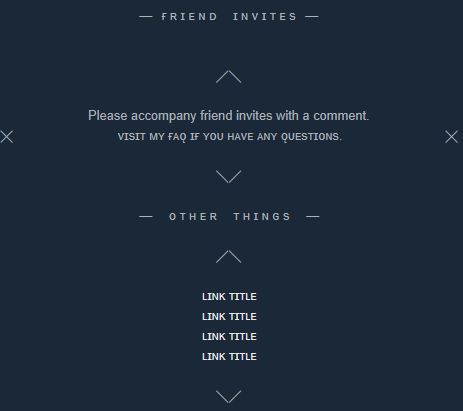 — FRIEND INVITES —
Please accompany friend invites with a comment.
VISIT MY FAQ IF YOU HAVE ANY QUESTIONS.
— OTHER THINGS —
LINK TITLE
LINK TITLE
LINK TITLE
LINK TITLE